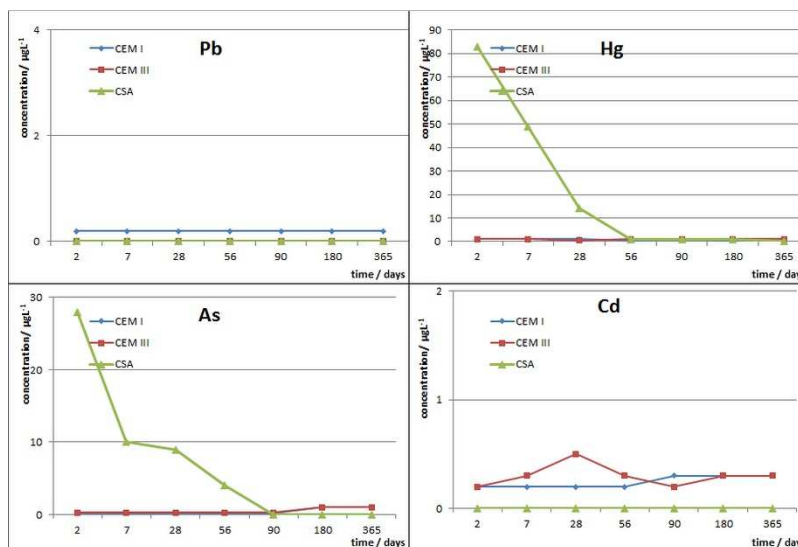 Pb
concentration/ µgL-1
CEM I
CEM III
CSA
4
2
0
2 7 28 56 90 180 365
time / days
Hg
concentration/ µgL-1
CEM I
CEM III
CSA
90
80
70
60
50
40
30
20
10
0
2 7 28 56 90 180 365
time / days
As
concentration/ µgL-1
CEM I
CEM III
CSA
30
20
10
0
2 7 28 56 90 180 365
time / days
Cd
concentration/ µgL-1
CEM I
CEM III
CSA
2
1
0
2 7 28 56 90 180 365
time / days